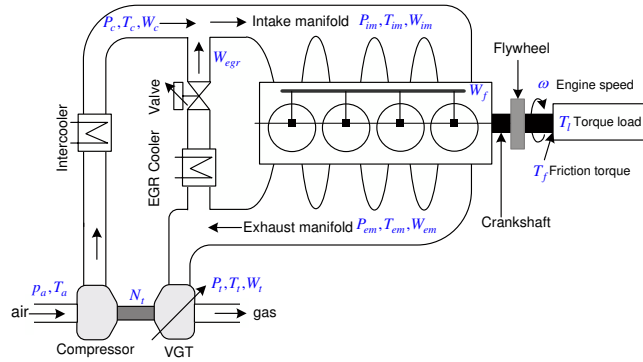 P_c,T_c,W_c
Intake manifold
P_im,T_im,W_im
Flywheel
W_egr
ω Engine speed
Valve
W_f
Intercooler
EGR Cooler
T_l Torque load
T_f Friction torque
Crankshaft
Exhaust manifold
P_em,T_em,W_em
p_a,T_a
N_t
P_t,T_t,W_t
air
gas
Compressor
VGT